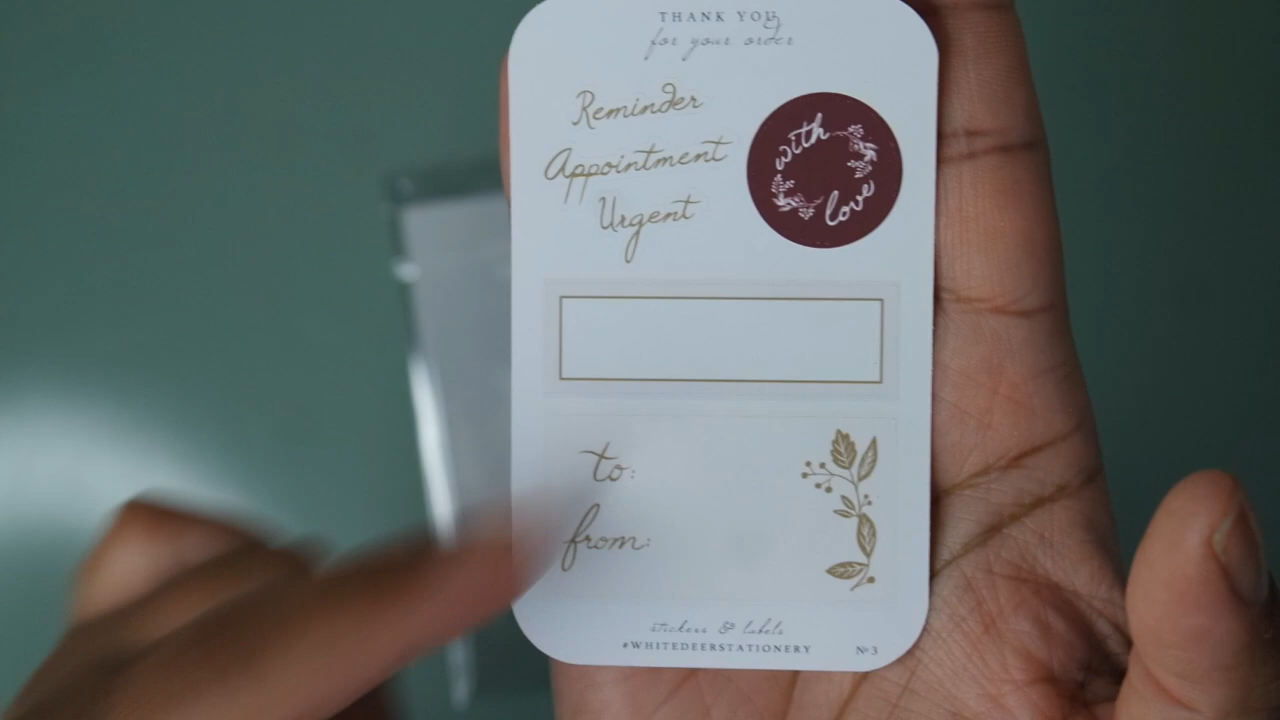 THANK YOU
for your order
Reminder
Appointment
Urgent
with
love
to:
from:
stickers & labels
#WHITEDEERSTATIONERY
Nº3